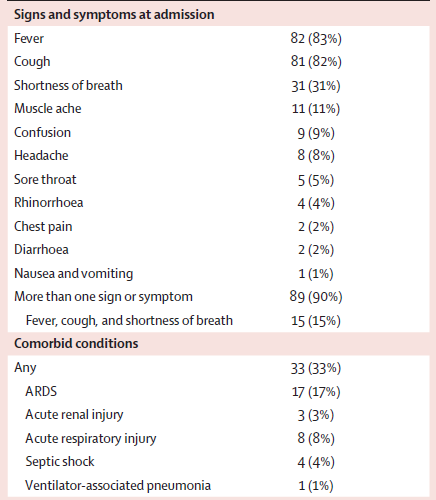 Signs and symptoms at admission
Fever 82 (83%)
Cough 81 (82%)
Shortness of breath 31 (31%)
Muscle ache 11 (11%)
Confusion 9 (9%)
Headache 8 (8%)
Sore throat 5 (5%)
Rhinorrhoea 4 (4%)
Chest pain 2 (2%)
Diarrhoea 2 (2%)
Nausea and vomiting 1 (1%)
More than one sign or symptom 89 (90%)
Fever, cough, and shortness of breath 15 (15%)
Comorbid conditions
Any 33 (33%)
ARDS 17 (17%)
Acute renal injury 3 (3%)
Acute respiratory injury 8 (8%)
Septic shock 4 (4%)
Ventilator-associated pneumonia 1 (1%)